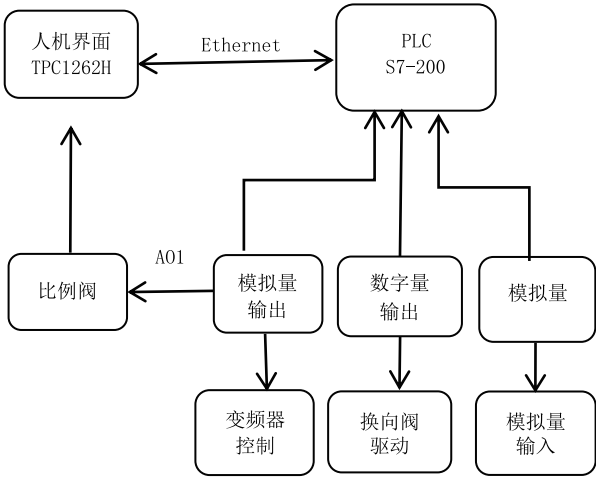 人机界面
TPC1262H
Ethernet
PLC
S7-200
比例阀
AO1
模拟量
输出
数字量
输出
模拟量
变频器
控制
换向阀
驱动
模拟量
输入